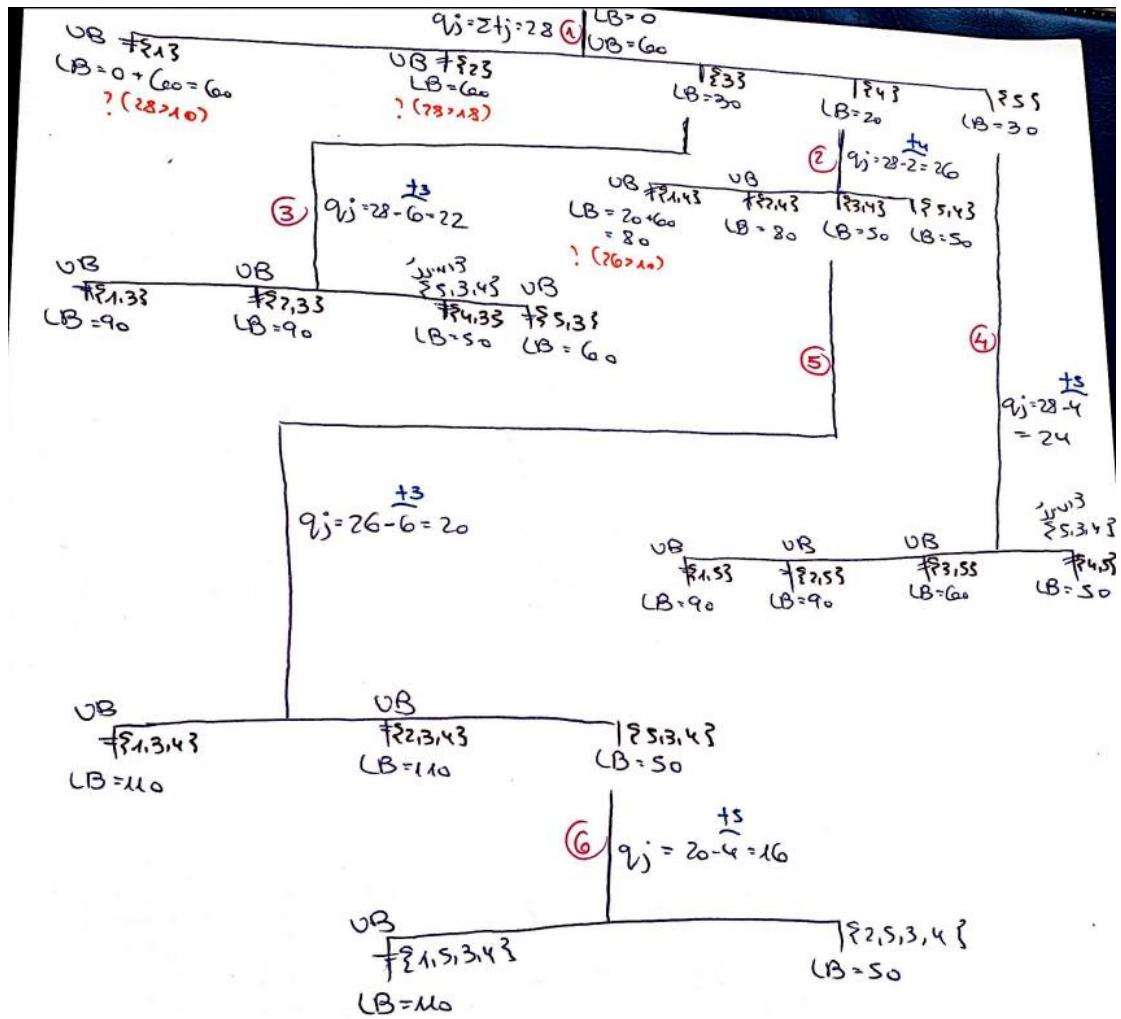 qj=Σtj=28 ① LB=0
UB=60
UB {1}
LB=0+60=60
? (28>10)
UB {2}
LB=60
? (28>18)
{3}
LB=30
{4}
LB=20
{5}
LB=30
② qj=28-2=26
t4
UB {1,4}
LB=20+60
=80
? (26>10)
UB
{2,4}
LB=80
{3,4}
LB=50
{5,4}
LB=50
③ qj=28-6=22
t3
UB
{1,3}
LB=90
UB
{2,3}
LB=90
{5,3,4}
{4,3}
LB=50
UB
{5,3}
LB=60
④
t5
qj=28-4
=24
UB
{1,5}
LB=90
UB
{2,5}
LB=90
UB
{3,5}
LB=60
{5,3,4}
{4,5}
LB=50
⑤
t3
qj=26-6=20
UB
{1,3,4}
LB=110
UB
{2,3,4}
LB=110
{5,3,4}
LB=50
⑥ qj=20-4=16
t5
UB
{1,5,3,4}
LB=110
{2,5,3,4}
LB=50